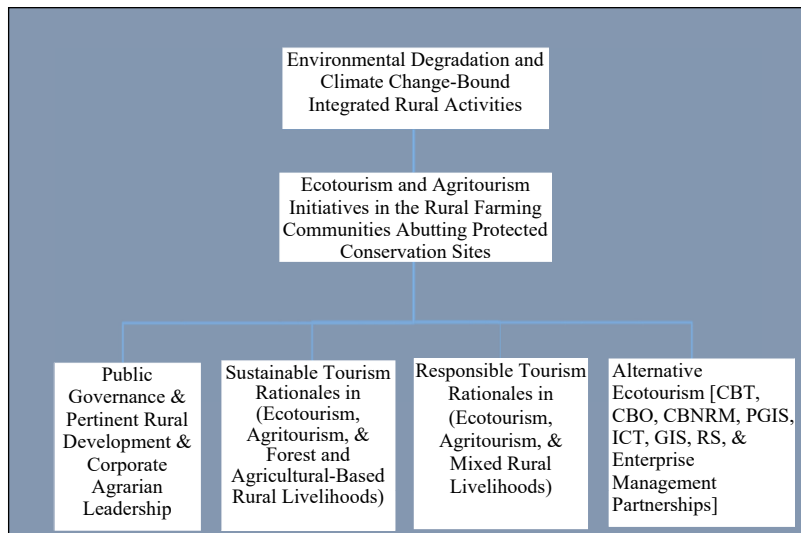 Environmental Degradation and
Climate Change-Bound
Integrated Rural Activities
Ecotourism and Agritourism
Initiatives in the Rural Farming
Communities Abutting Protected
Conservation Sites
Public
Governance &
Pertinent Rural
Development &
Corporate
Agrarian
Leadership
Sustainable Tourism
Rationales in
(Ecotourism,
Agritourism, &
Forest and
Agricultural-Based
Rural Livelihoods)
Responsible Tourism
Rationales in
(Ecotourism,
Agritourism, &
Mixed Rural
Livelihoods)
Alternative
Ecotourism [CBT,
CBO, CBNRM, PGIS,
ICT, GIS, RS, &
Enterprise
Management
Partnerships]